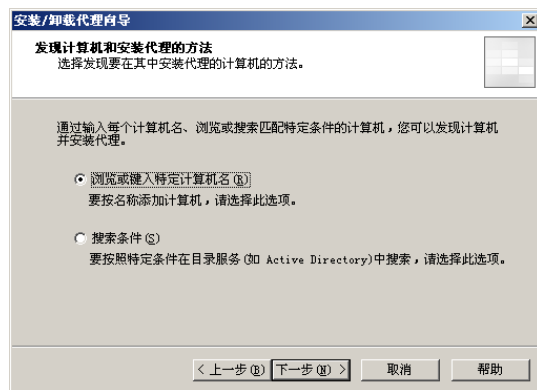 安装/卸载代理向导
发现计算机和安装代理的方法
选择发现要在其中安装代理的计算机的方法。
通过输入每个计算机名、浏览或搜索匹配特定条件的计算机，您可以发现计算机
并安装代理。
浏览或键入特定计算机名(R)
要按名称添加计算机，请选择此选项。
搜索条件(S)
要按照特定条件在目录服务(如 Active Directory)中搜索，请选择此选项。
< 上一步(B) 下一步(N) > 取消 帮助